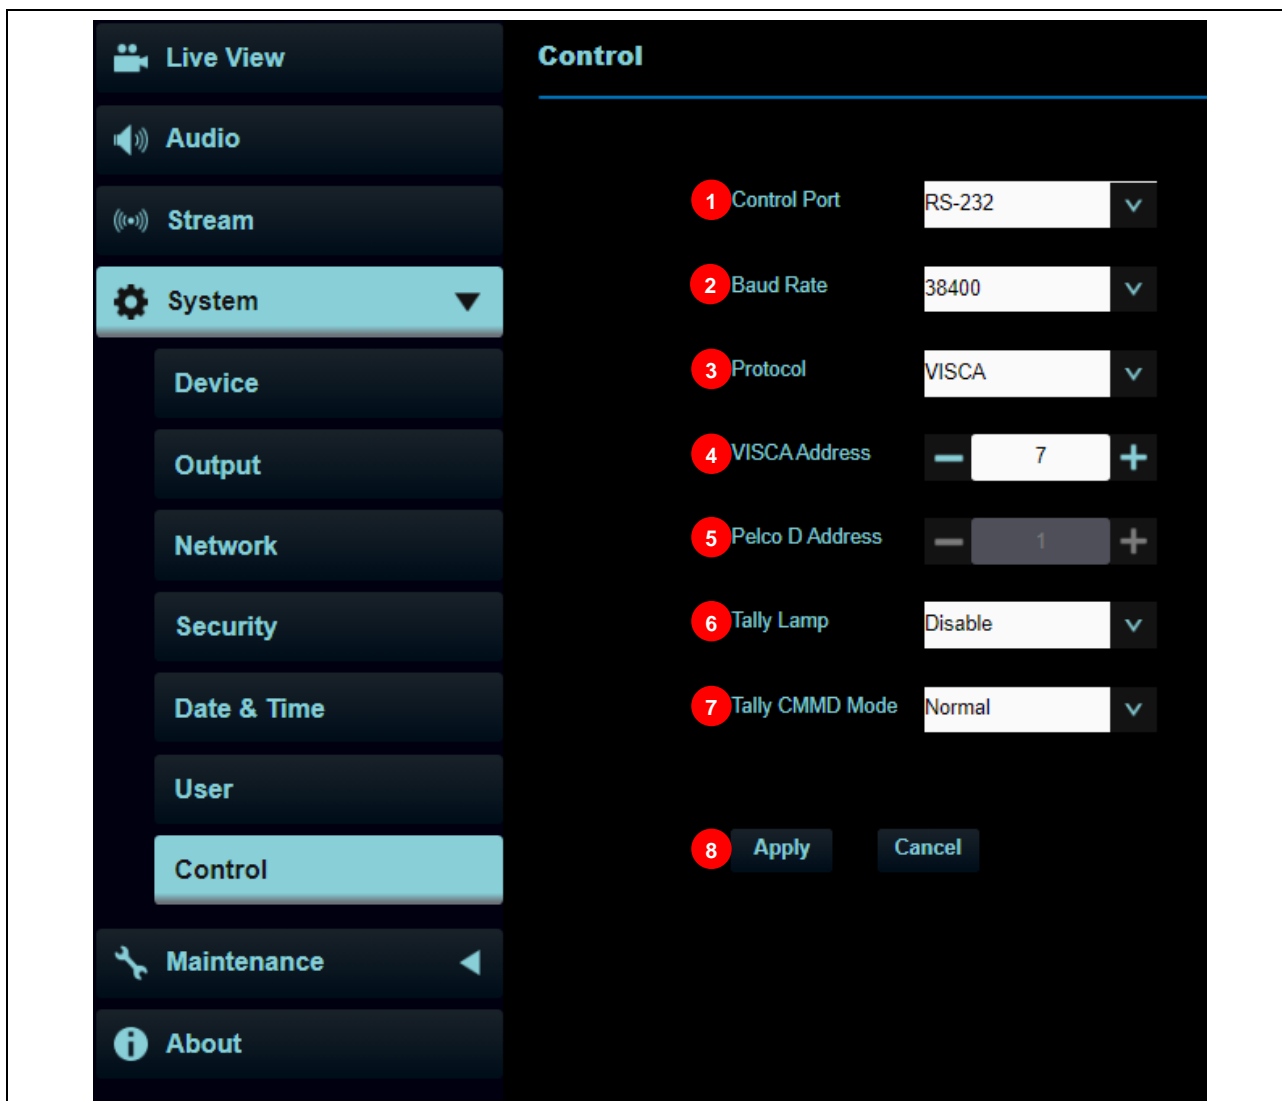 Live View
Audio
Stream
System
Device
Output
Network
Security
Date & Time
User
Control
Maintenance
About
Control
1 Control Port RS-232
2 Baud Rate 38400
3 Protocol VISCA
4 VISCA Address 7
5 Pelco D Address 1
6 Tally Lamp Disable
7 Tally CMMD Mode Normal
8 Apply Cancel